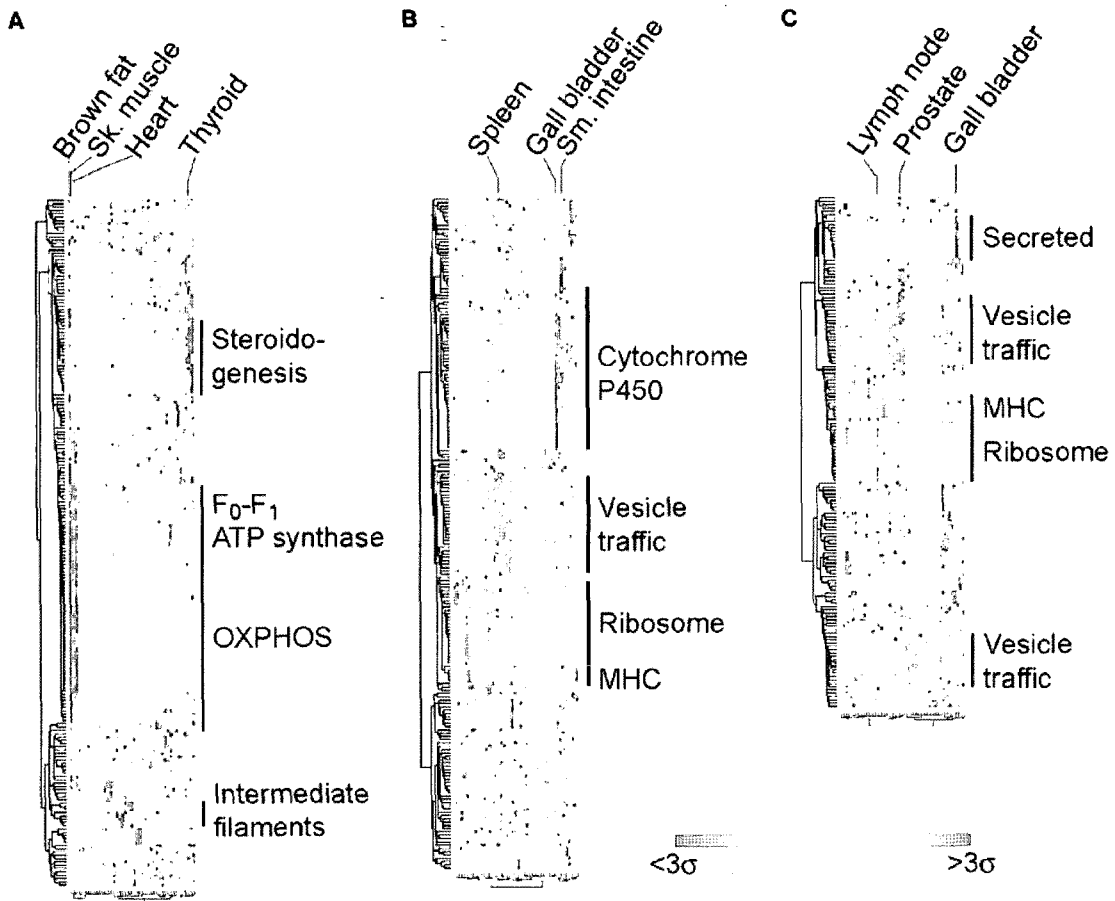 A
Brown fat
Sk. muscle
Heart
Thyroid
Steroido-
genesis
F₀-F₁
ATP synthase
OXPHOS
Intermediate
filaments
B
Spleen
Gall bladder
Sm. intestine
Cytochrome
P450
Vesicle
traffic
Ribosome
MHC
C
Lymph node
Prostate
Gall bladder
Secreted
Vesicle
traffic
MHC
Ribosome
Vesicle
traffic
<3σ
>3σ